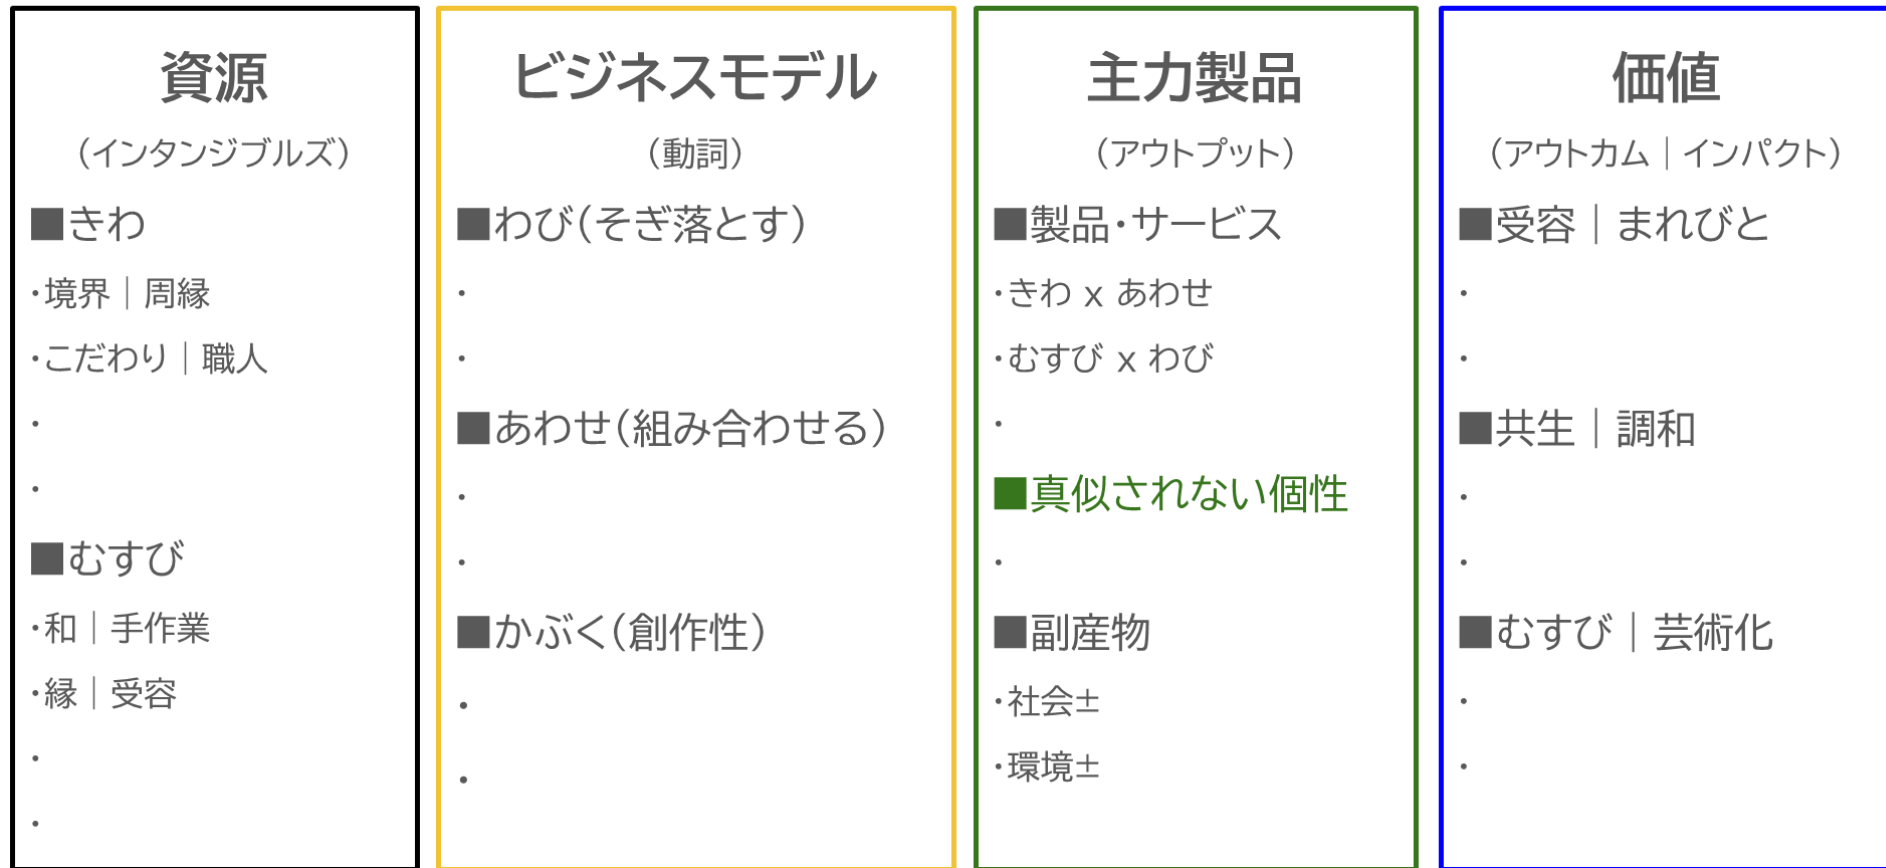 資源
（インタンジブルズ）
■きわ
・境界｜周縁
・こだわり｜職人
・
・
■むすび
・和｜手作業
・縁｜受容
・
・
ビジネスモデル
（動詞）
■わび（そぎ落とす）
・
・
■あわせ（組み合わせる）
・
・
■かぶく（創作性）
・
・
主力製品
（アウトプット）
■製品・サービス
・きわ x あわせ
・むすび x わび
・
■真似されない個性
・
■副産物
・社会±
・環境±
価値
（アウトカム｜インパクト）
■受容｜まれびと
・
・
■共生｜調和
・
・
■むすび｜芸術化
・
・